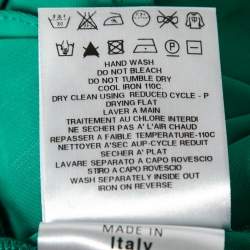 HAND WASH
DO NOT BLEACH
DO NOT TUMBLE DRY
COOL IRON 110C
DRY CLEAN USING REDUCED CYCLE - P
DRYING FLAT
LAVER A MAIN
TRAITEMENT AU CHLORE INTERDI
NE SECHER PAS A' L'AIR CHAUD
REPASSER A FAIBLE TEMPERATURE-110C
NETTOYER A'SEC AUP-CYCLE REDUIT
SECHER A' PLAT
LAVARE SEPARATO A CAPO ROVESCIO
STIRO A CAPO ROVESCIO
WASH SEPARATELY INSIDE OUT
IRON ON REVERSE
MADE IN
Italy